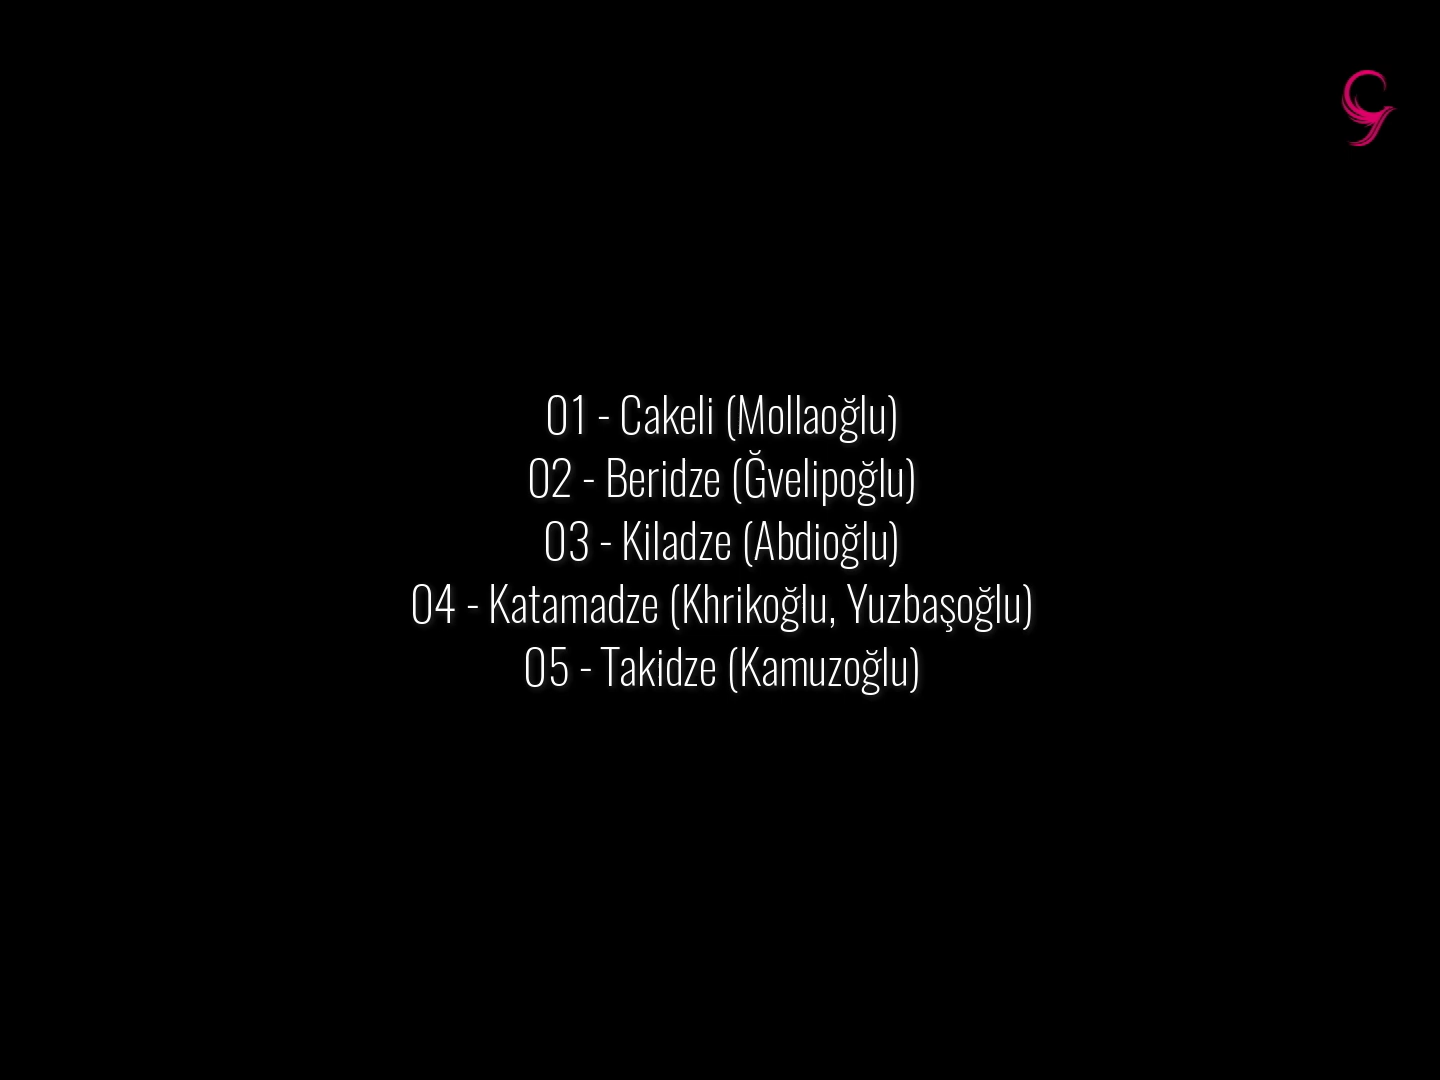 01 - Cakeli (Mollaoğlu)
02 - Beridze (Ğvelipoğlu)
03 - Kiladze (Abdioğlu)
04 - Katamadze (Khrikoğlu, Yuzbaşoğlu)
05 - Takidze (Kamuzoğlu)